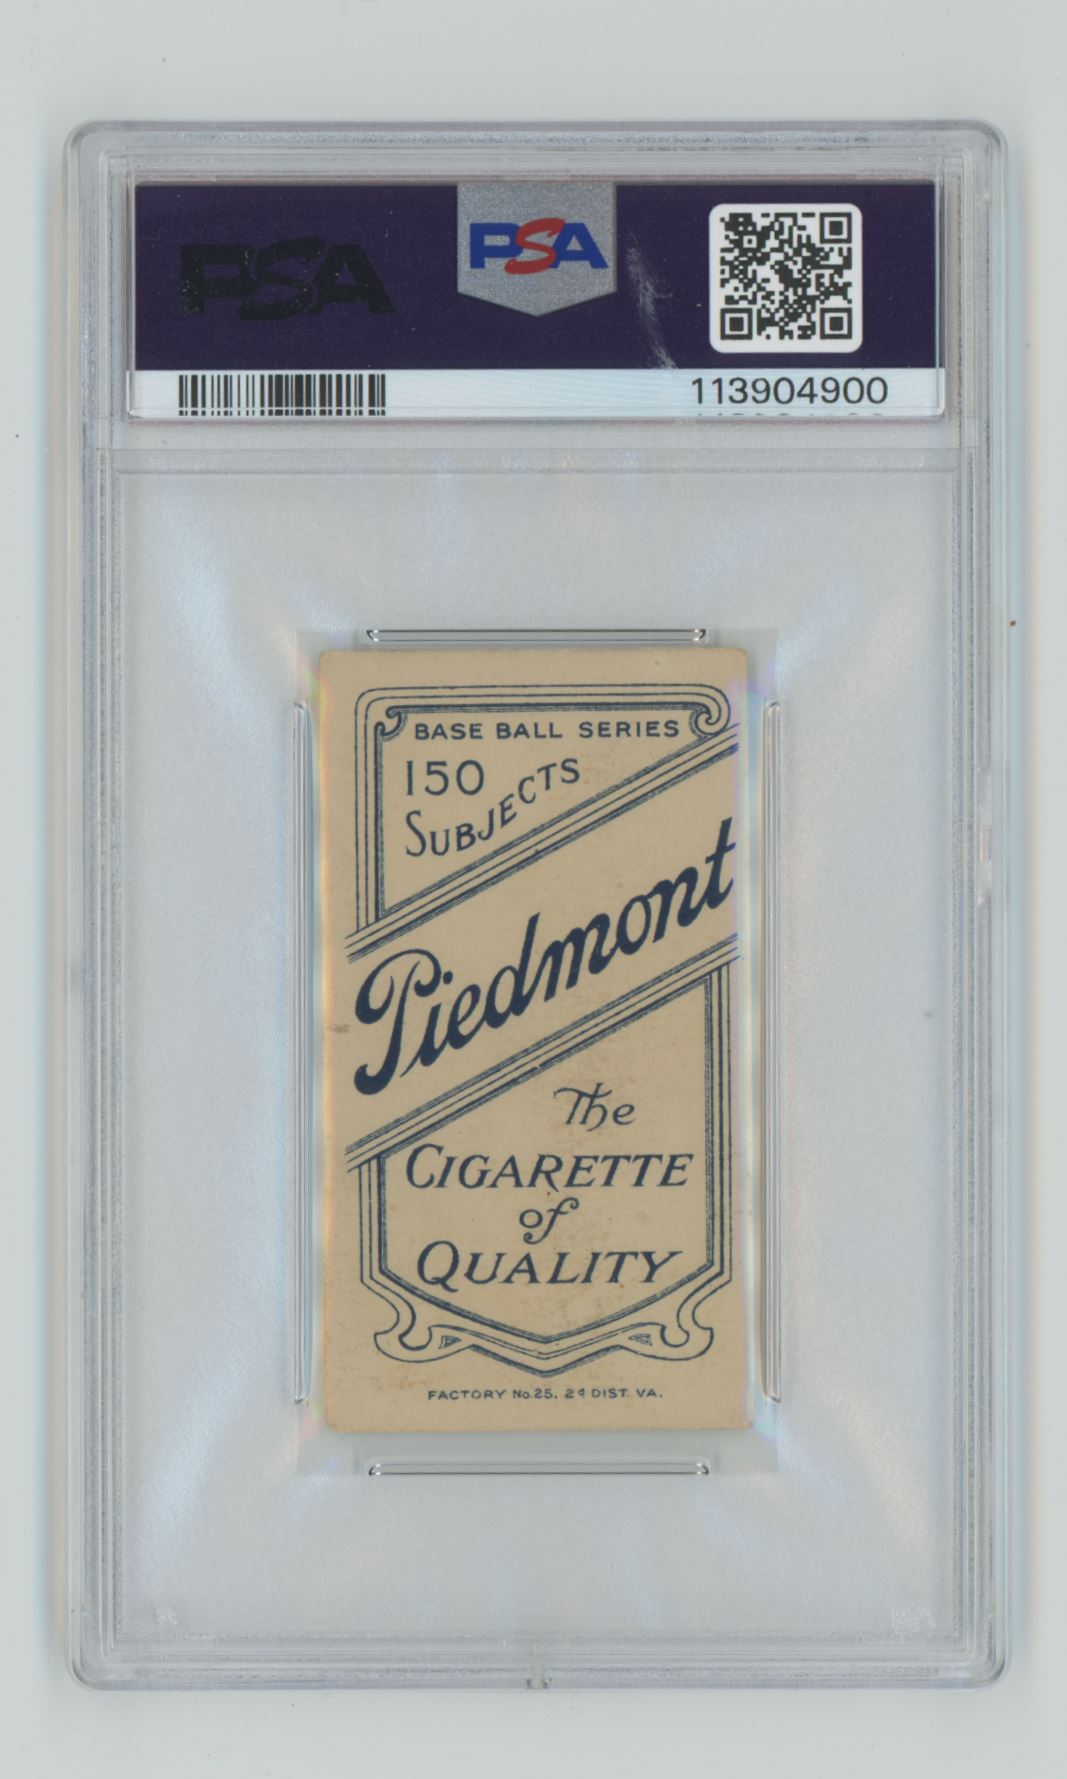 PSA
PSA
113904900
BASE BALL SERIES
150
SUBJECTS
Piedmont
The
CIGARETTE
of
QUALITY
FACTORY No.25, 2d DIST. VA.